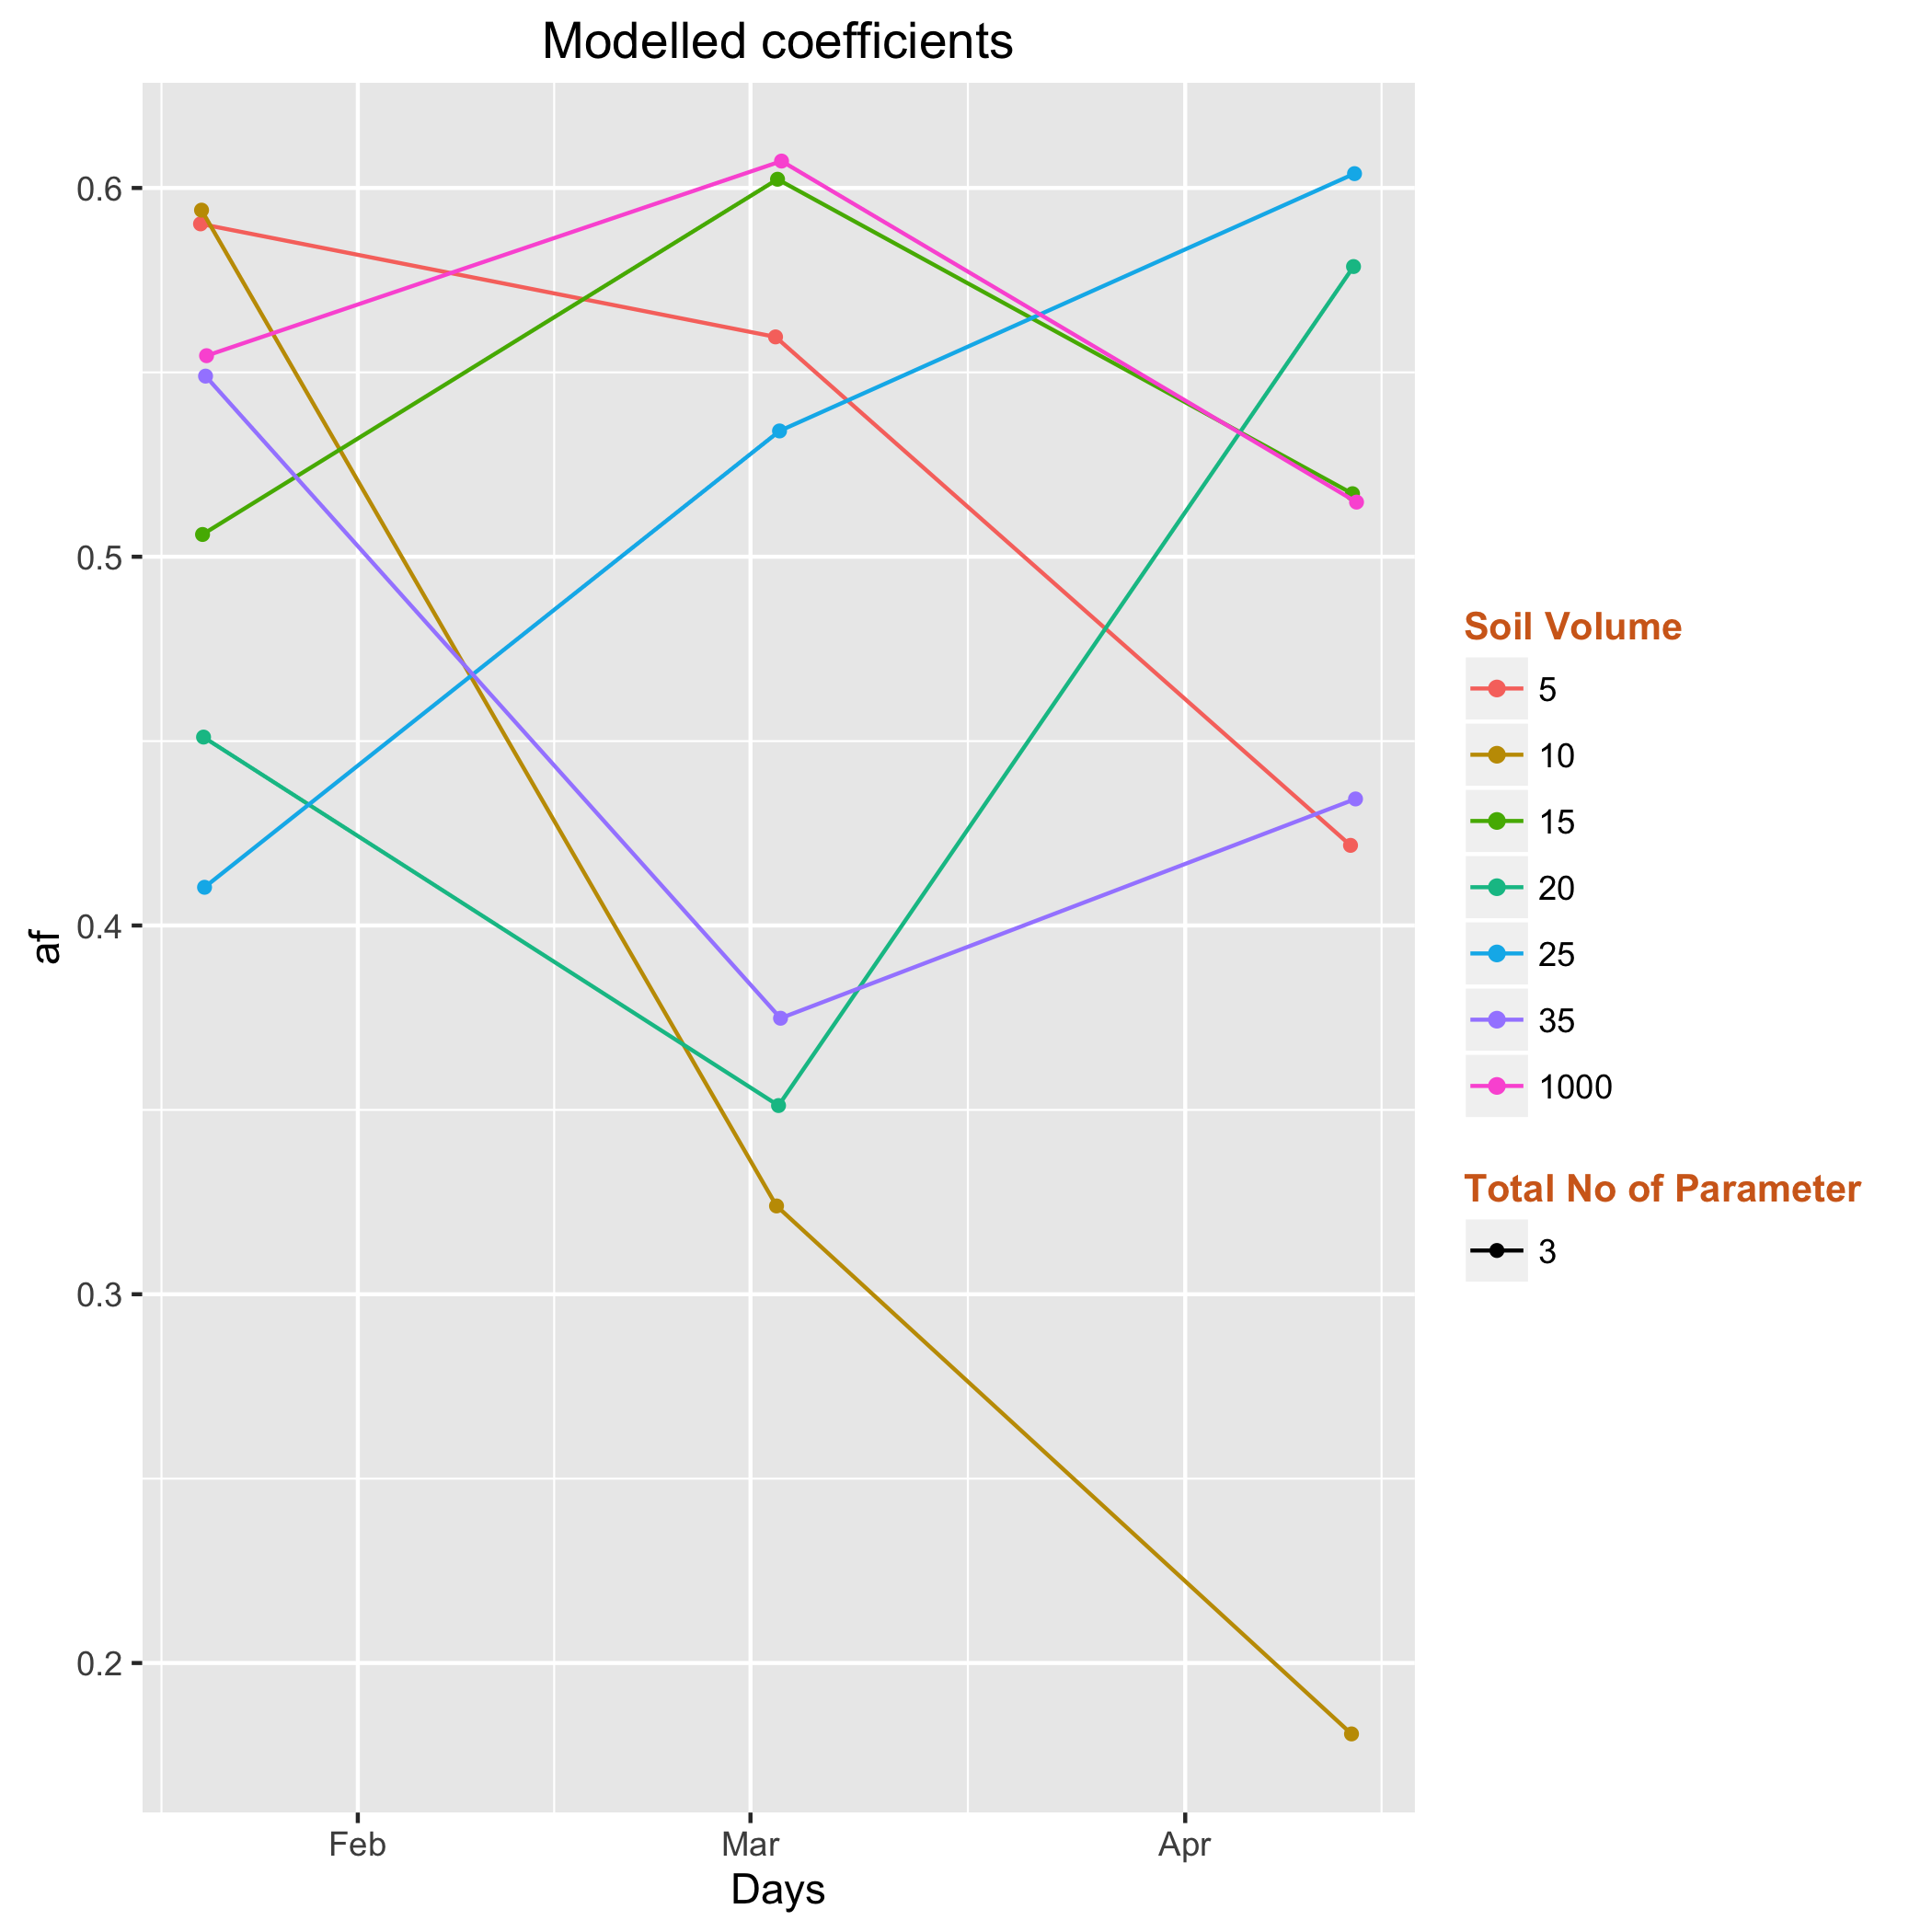 Modelled coefficients
0.6
0.5
0.4
0.3
0.2
af
Feb Mar Apr
Days
Soil Volume
5
10
15
20
25
35
1000
Total No of Parameter
3